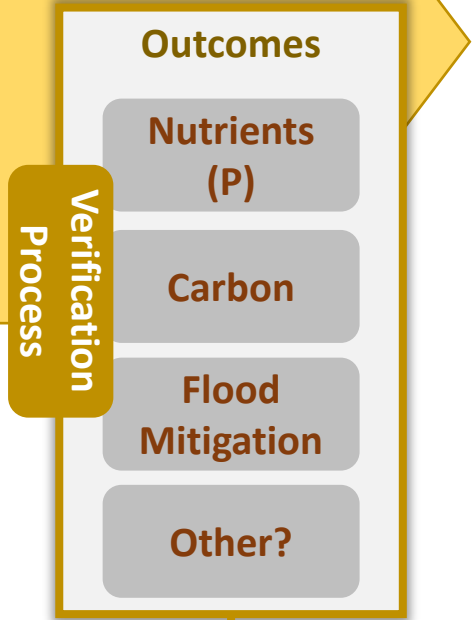 Outcomes
Nutrients
(P)
Verification
Process
Carbon
Flood
Mitigation
Other?